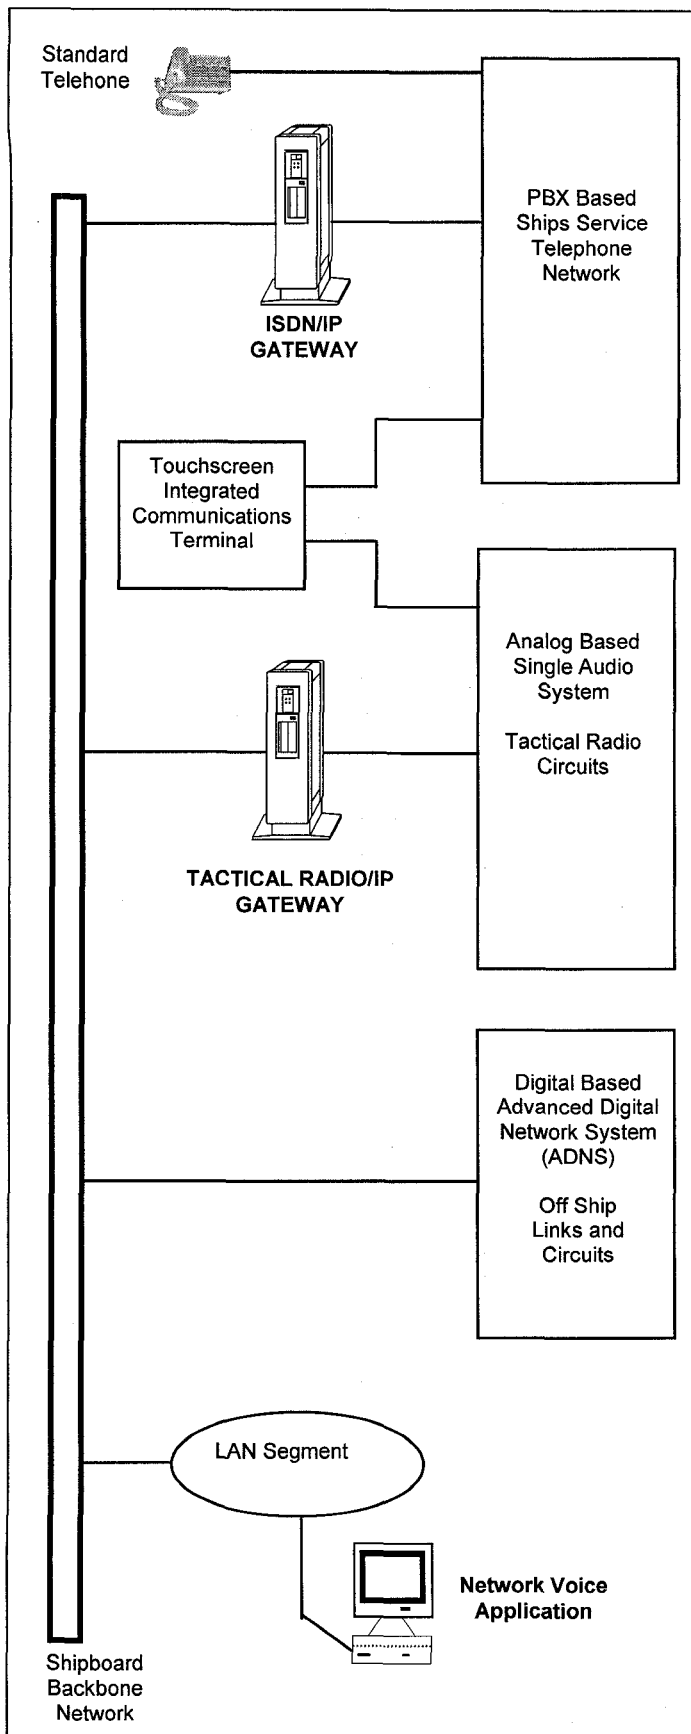 Standard
Telehone
PBX Based
Ships Service
Telephone
Network
ISDN/IP
GATEWAY
Touchscreen
Integrated
Communications
Terminal
Analog Based
Single Audio
System
Tactical Radio
Circuits
TACTICAL RADIO/IP
GATEWAY
Digital Based
Advanced Digital
Network System
(ADNS)
Off Ship
Links and
Circuits
LAN Segment
Network Voice
Application
Shipboard
Backbone
Network